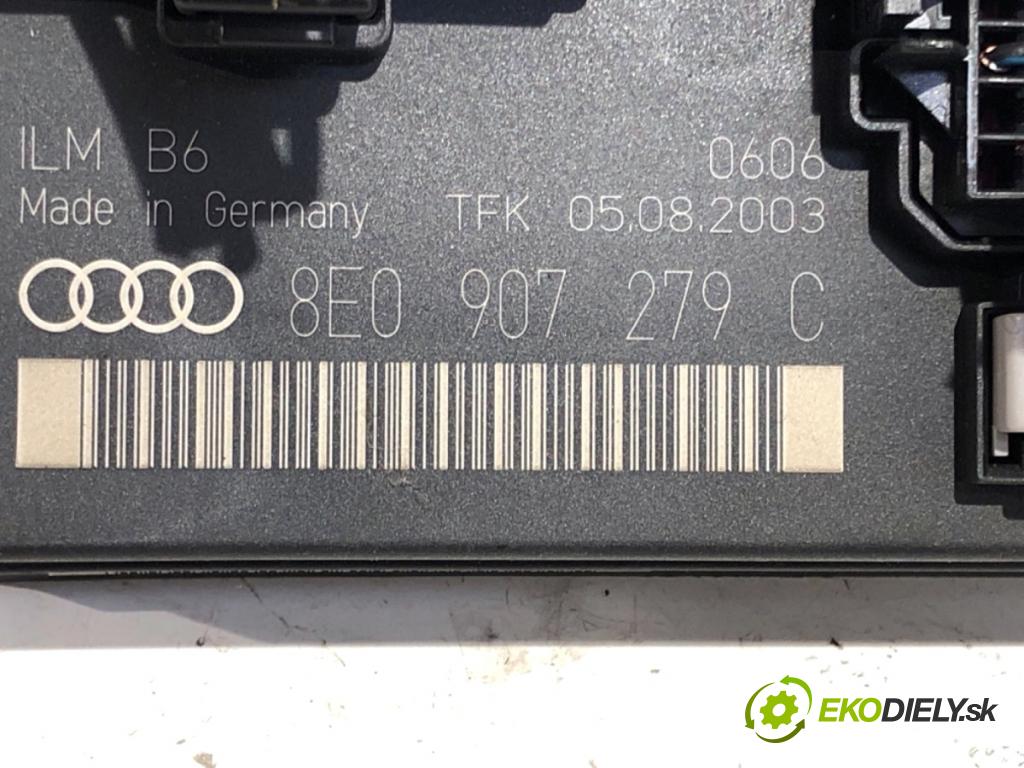 ILM B6 0606
Made in Germany TFK 05.08.2003
8E0 907 279 C
EKODIELY.sk